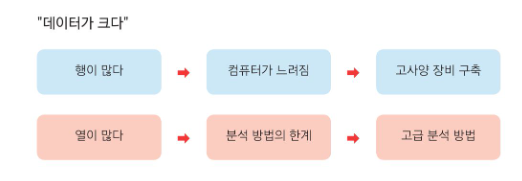 "데이터가 크다"
행이 많다 ➡ 컴퓨터가 느려짐 ➡ 고사양 장비 구축
열이 많다 ➡ 분석 방법의 한계 ➡ 고급 분석 방법